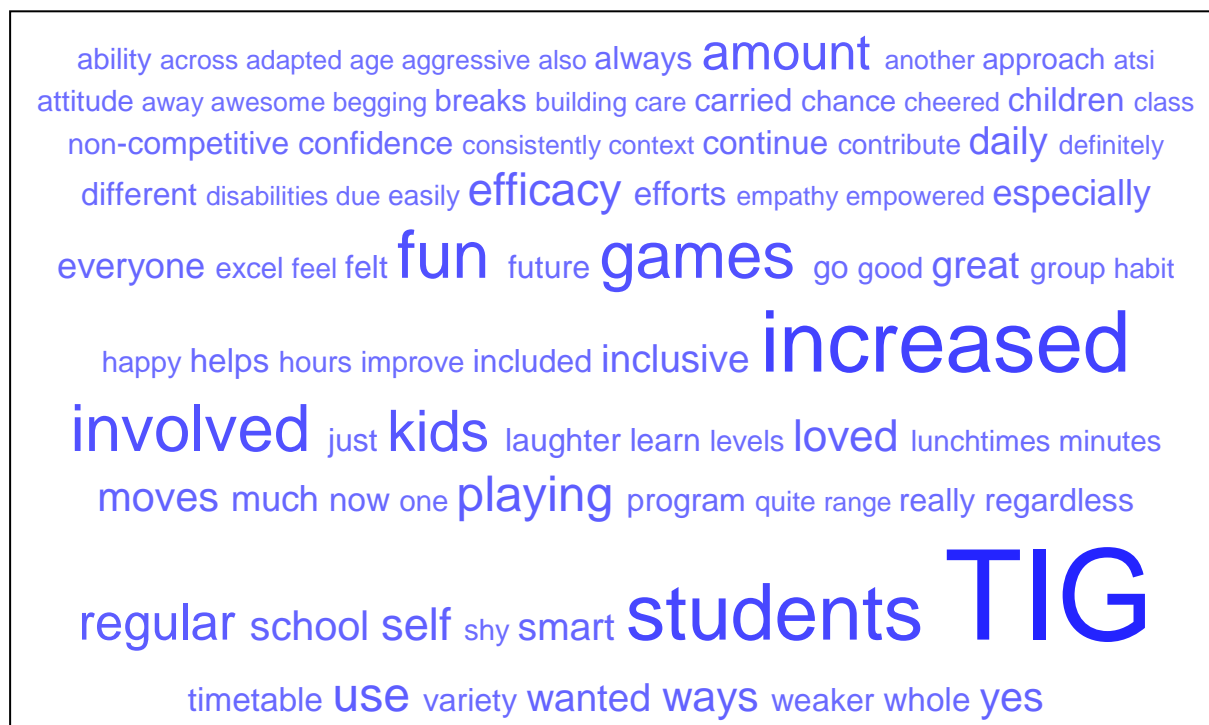 ability across adapted age aggressive also always amount another approach atsi
attitude away awesome begging breaks building care carried chance cheered children class
non-competitive confidence consistently context continue contribute daily definitely
different disabilities due easily efficacy efforts empathy empowered especially
everyone excel feel felt fun future games go good great group habit
happy helps hours improve included inclusive increased
involved just kids laughter learn levels loved lunchtimes minutes
moves much now one playing program quite range really regardless
regular school self shy smart students TIG
timetable use variety wanted ways weaker whole yes